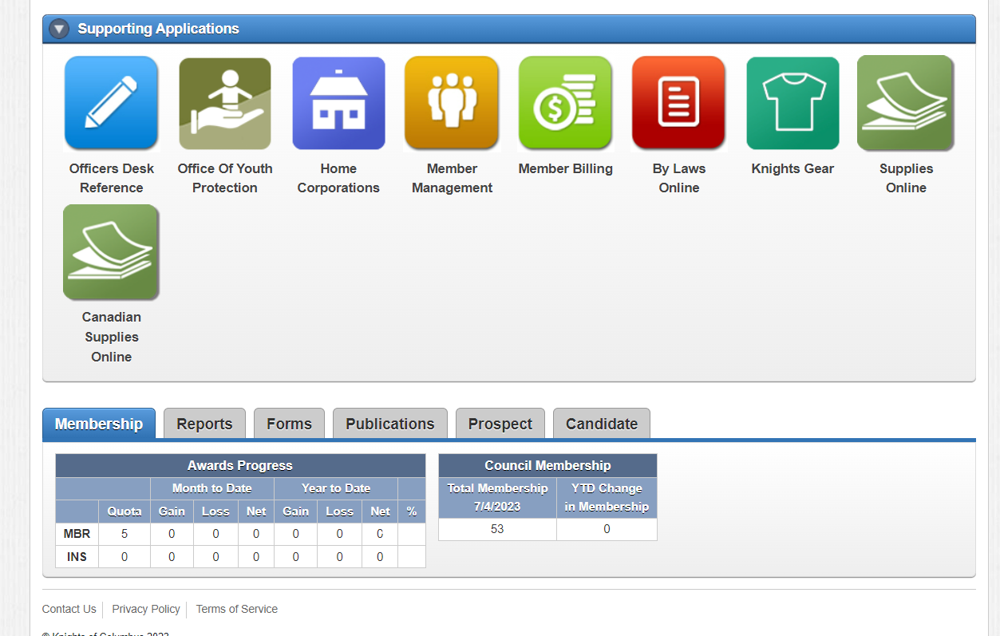 Supporting Applications
Officers Desk Reference
Office Of Youth Protection
Home Corporations
Member Management
Member Billing
By Laws Online
Knights Gear
Supplies Online
Canadian Supplies Online
Membership Reports Forms Publications Prospect Candidate
Awards Progress
Month to Date Year to Date
Quota Gain Loss Net Gain Loss Net %
MBR 5 0 0 0 0 0 0
INS 0 0 0 0 0 0 0
Council Membership
Total Membership 7/4/2023 YTD Change in Membership
53 0
Contact Us Privacy Policy Terms of Service
© Knights of Columbus 2023